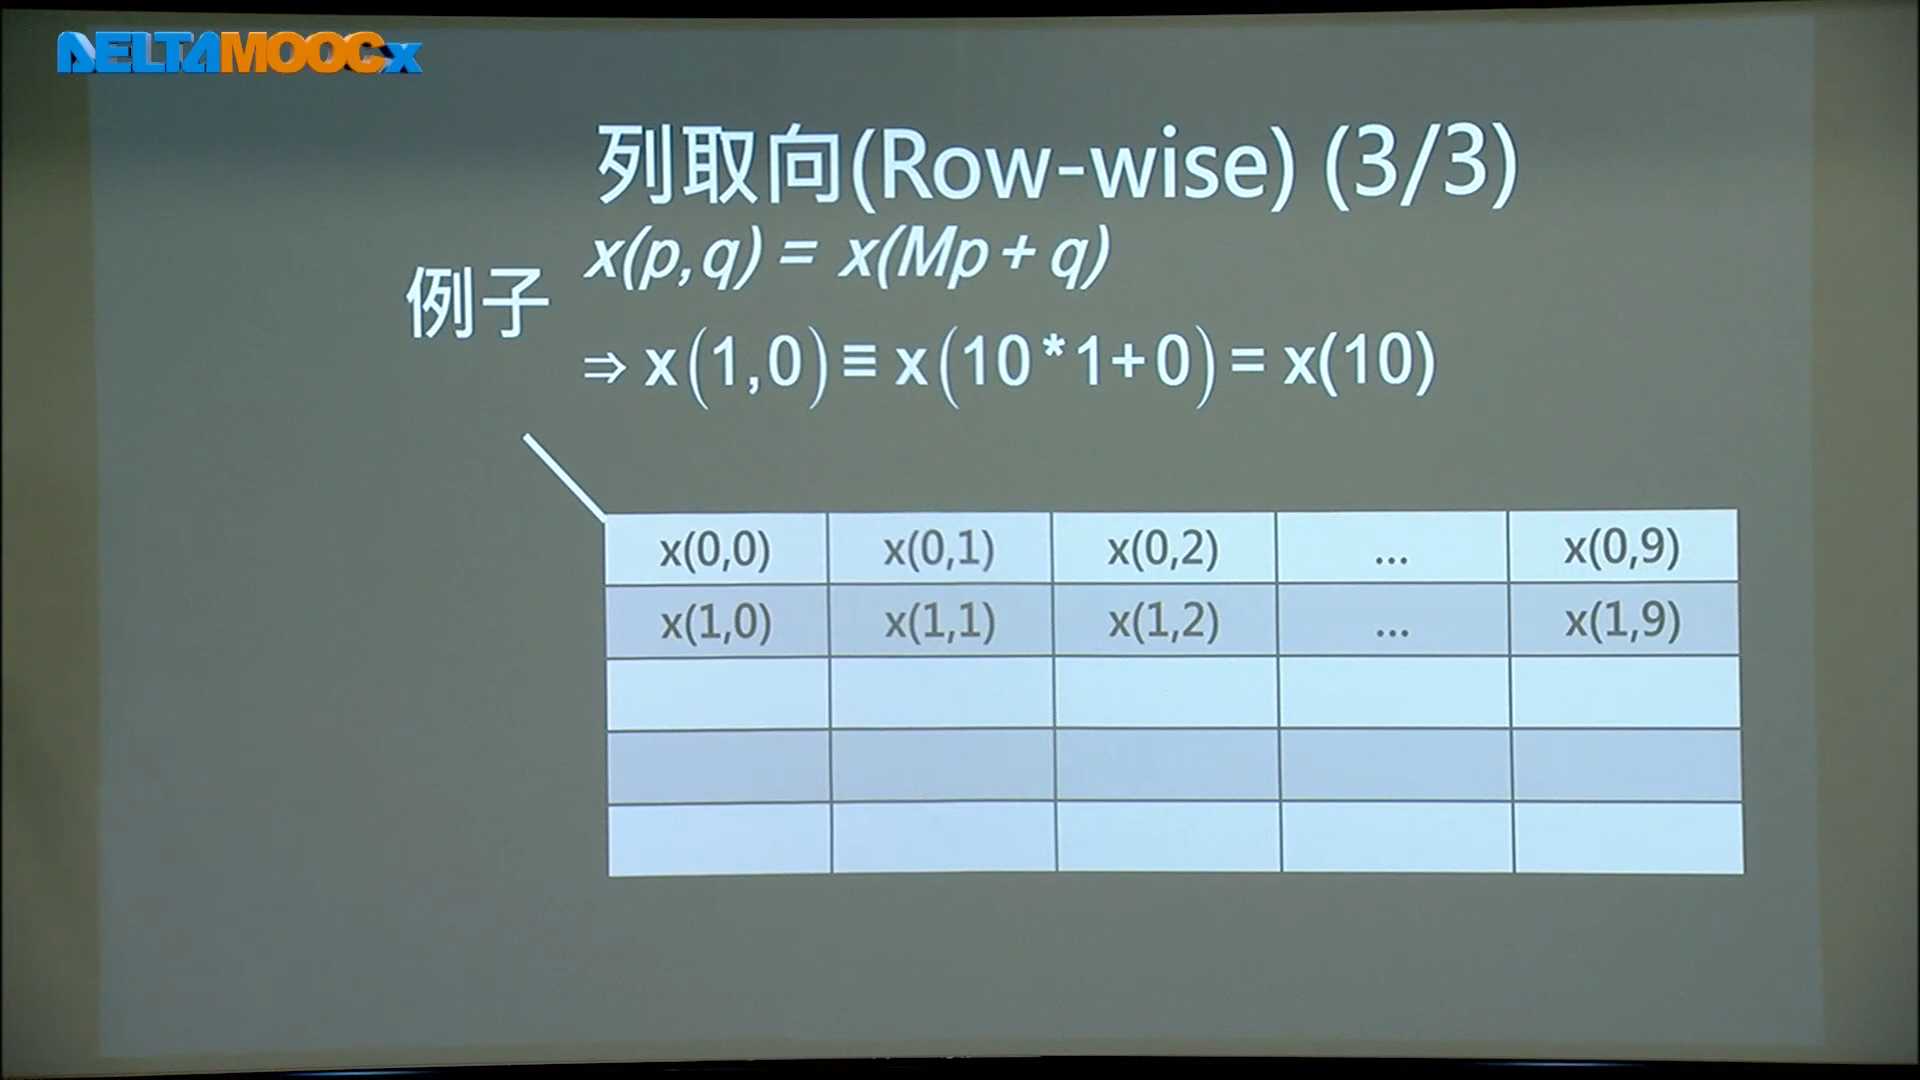 DELTAMOOCx
列取向(Row-wise) (3/3)
x(p,q) = x(Mp + q)
例子
⇒ x(1,0) ≡ x(10*1+0) = x(10)
x(0,0) x(0,1) x(0,2) ... x(0,9)
x(1,0) x(1,1) x(1,2) ... x(1,9)